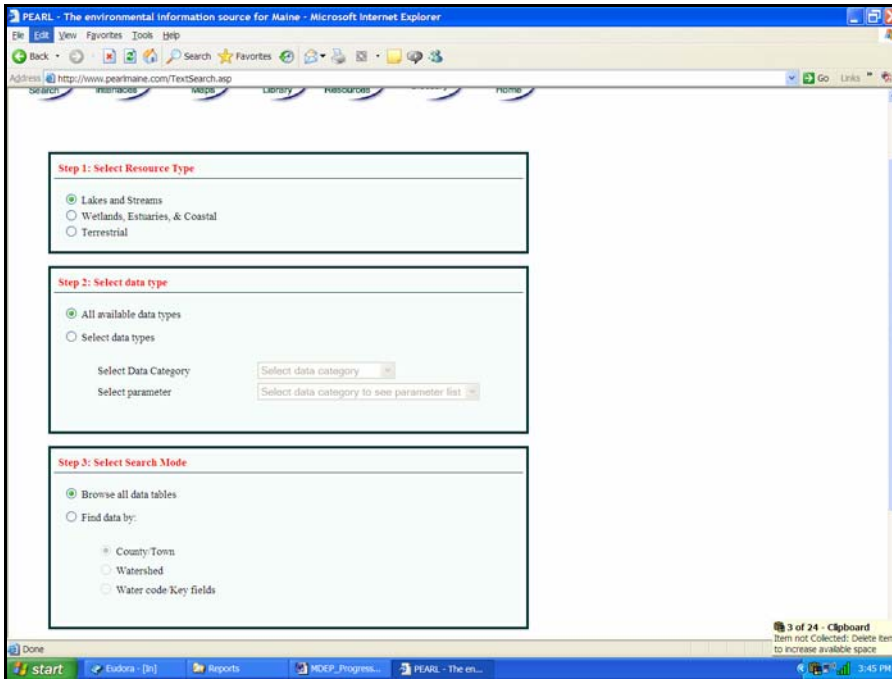 PEARL - The environmental information source for Maine - Microsoft Internet Explorer
File Edit View Favorites Tools Help
Back Search Favorites
Address http://www.pearlmaine.com/TextSearch.asp Go Links
Search Interfaces Maps Library Resources Home
Step 1: Select Resource Type
Lakes and Streams
Wetlands, Estuaries, & Coastal
Terrestrial
Step 2: Select data type
All available data types
Select data types
Select Data Category Select data category
Select parameter Select data category to see parameter list
Step 3: Select Search Mode
Browse all data tables
Find data by:
County/Town
Watershed
Water code/Key fields
3 of 24 - Clipboard
Item not Collected: Delete item
to increase available space
Done
start Eudora - [In] Reports MDEP_Progress... PEARL - The en... 3:45 PM